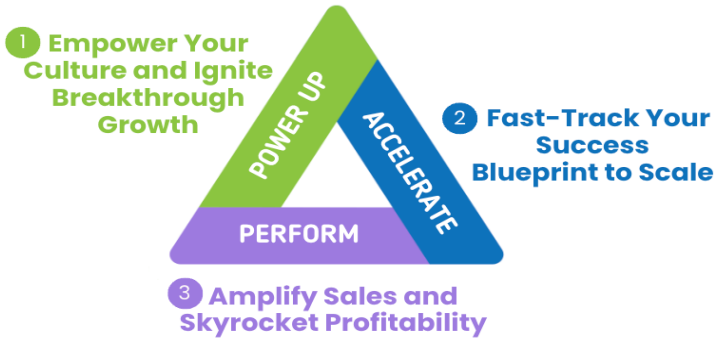 1 Empower Your
Culture and Ignite
Breakthrough
Growth
POWER UP
ACCELERATE
2 Fast-Track Your
Success
Blueprint to Scale
PERFORM
3 Amplify Sales and
Skyrocket Profitability